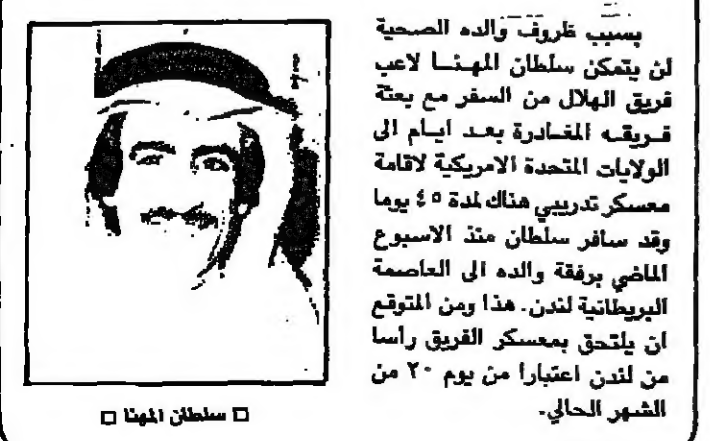 بسبب ظروف والده الصحية
لن يتمكن سلطان المهنا لاعب
فريق الهلال من السفر مع بعثة
فريقه المغادرة بعد ايام الى
الولايات المتحدة الامريكية لاقامة
معسكر تدريبي هناك لمدة ٤٥ يوما
وقد سافر سلطان منذ الاسبوع
الماضي برفقة والده الى العاصمة
البريطانية لندن. هذا ومن المتوقع
ان يلتحق بمعسكر الفريق رأسا
من لندن اعتبارا من يوم ٢٠ من
الشهر الحالي.
□ سلطان المهنا □